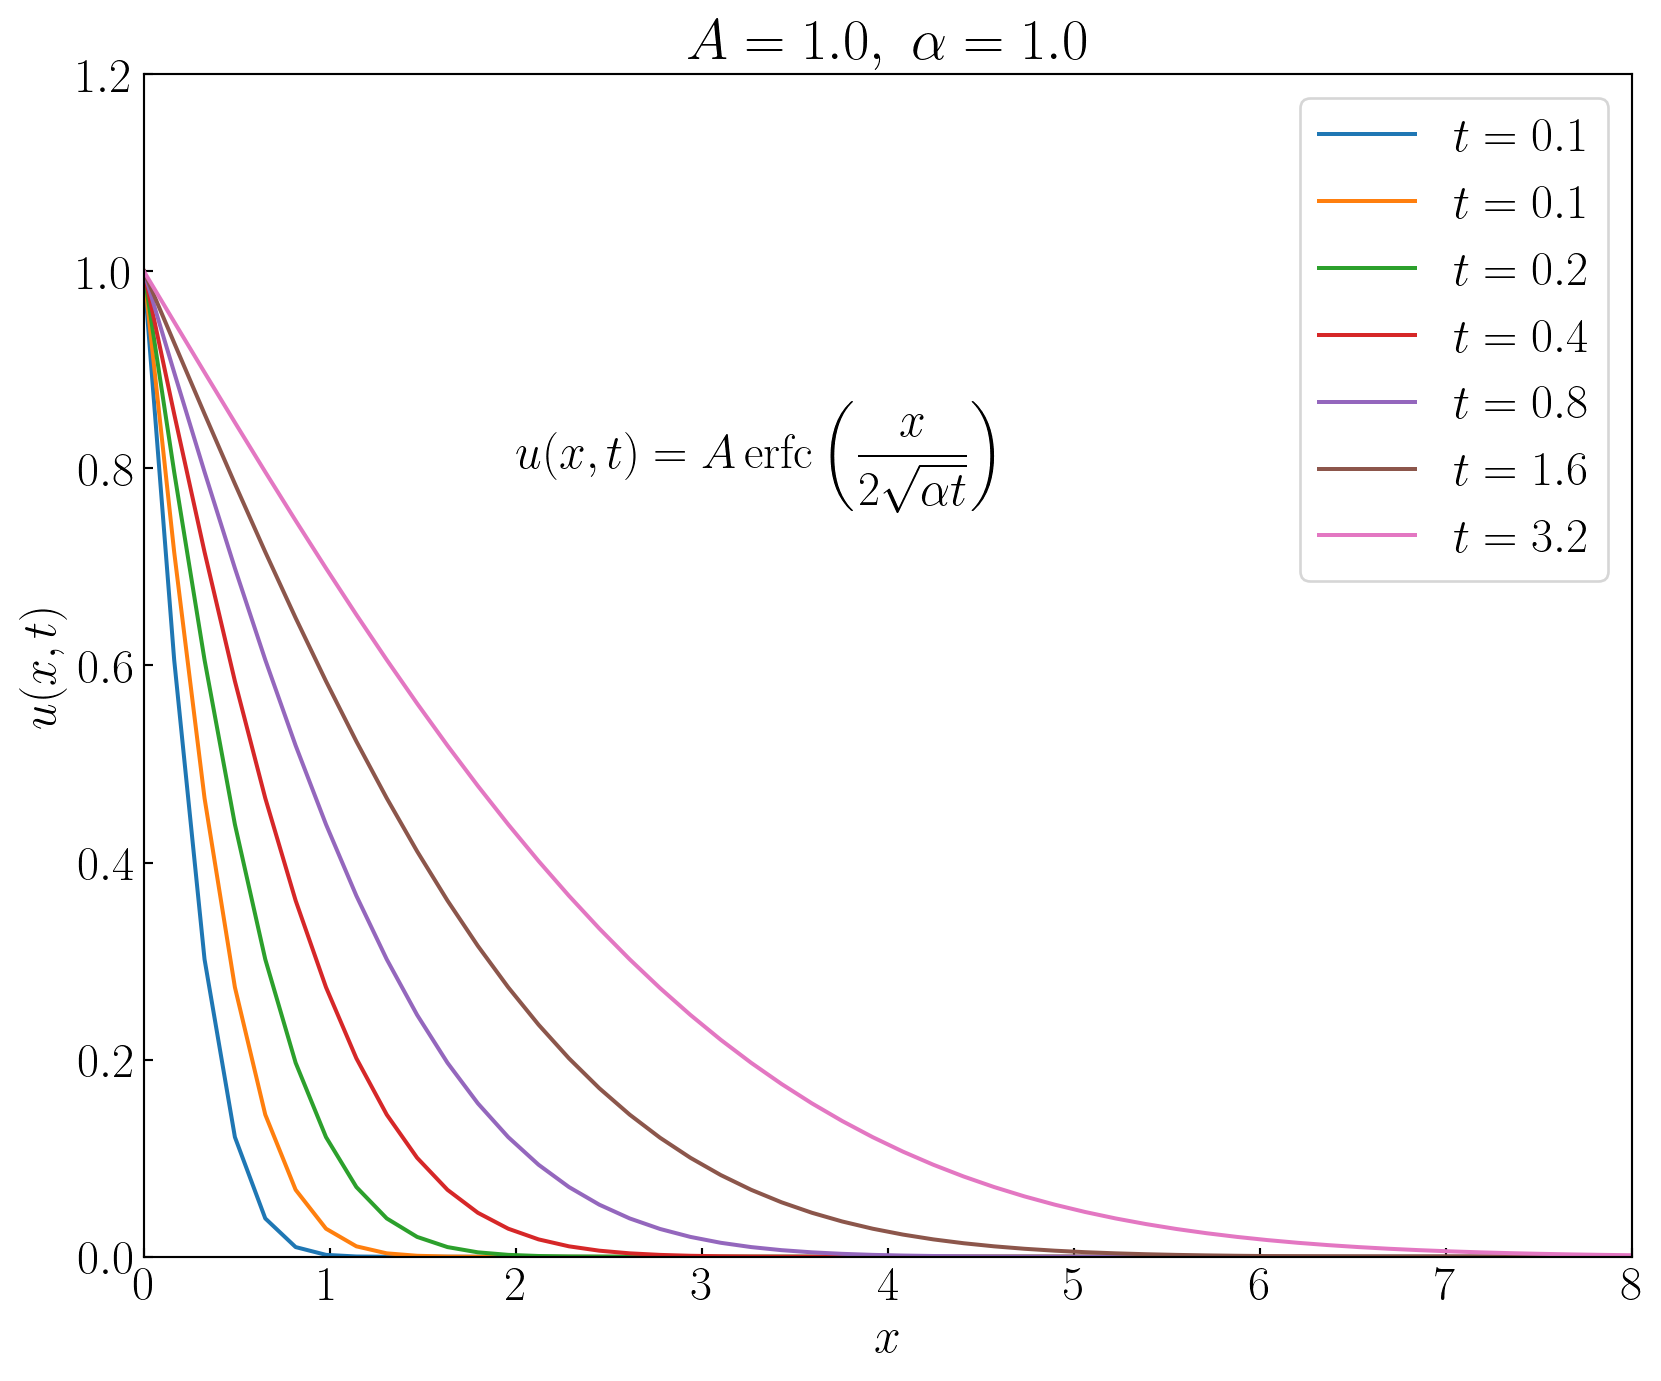 A = 1.0, α = 1.0
1.2
1.0
0.8
0.6
0.4
0.2
0.0
u(x, t)
t = 0.1
t = 0.1
t = 0.2
t = 0.4
t = 0.8
t = 1.6
t = 3.2
u(x, t) = A erfc (x / 2√αt)
0 1 2 3 4 5 6 7 8
x